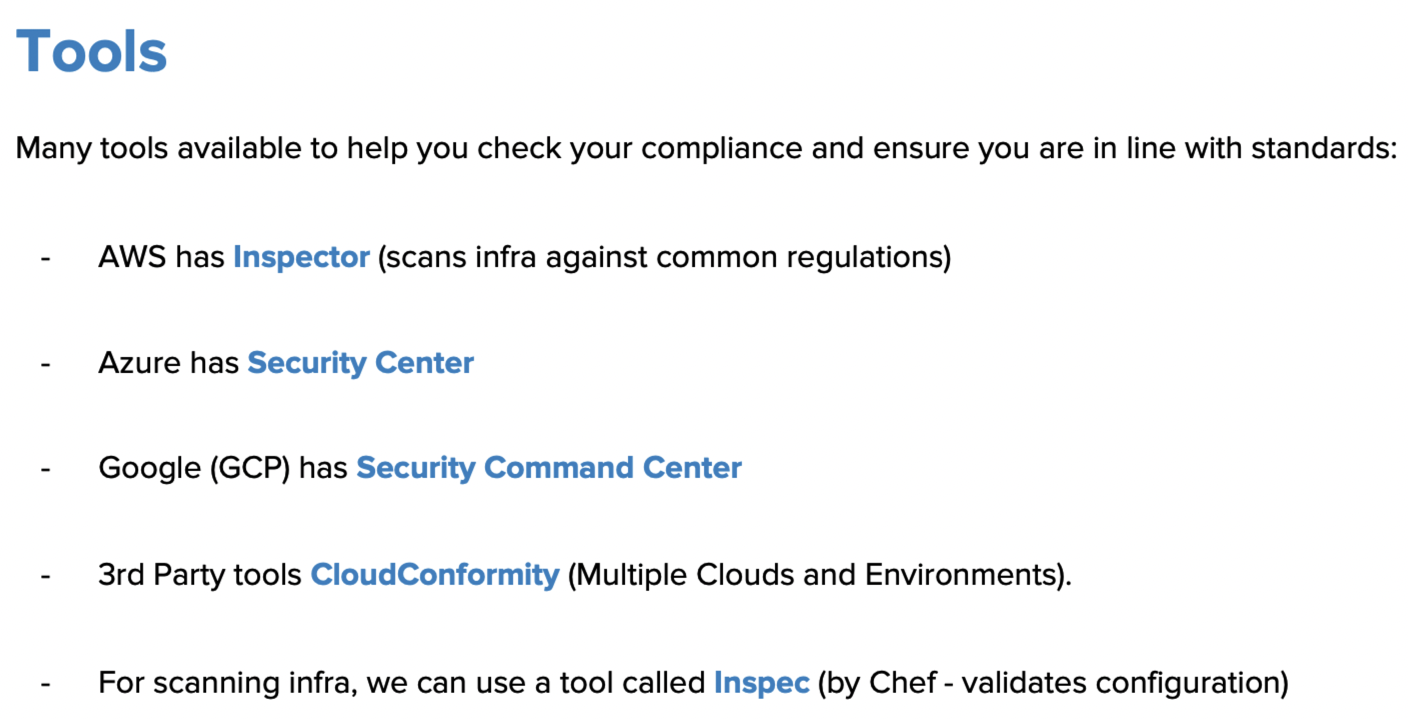 Tools
Many tools available to help you check your compliance and ensure you are in line with standards:
- AWS has Inspector (scans infra against common regulations)
- Azure has Security Center
- Google (GCP) has Security Command Center
- 3rd Party tools CloudConformity (Multiple Clouds and Environments).
- For scanning infra, we can use a tool called Inspec (by Chef - validates configuration)